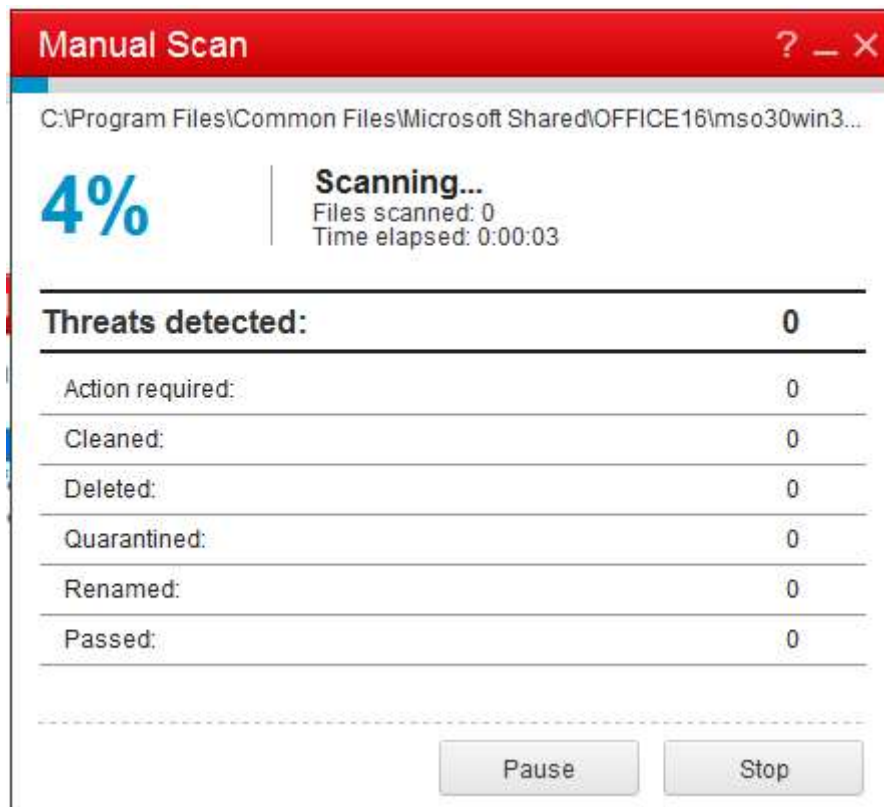 Manual Scan ? – ×
C:\Program Files\Common Files\Microsoft Shared\OFFICE16\mso30win3...
4%
Scanning...
Files scanned: 0
Time elapsed: 0:00:03
Threats detected: 0
Action required: 0
Cleaned: 0
Deleted: 0
Quarantined: 0
Renamed: 0
Passed: 0
Pause Stop